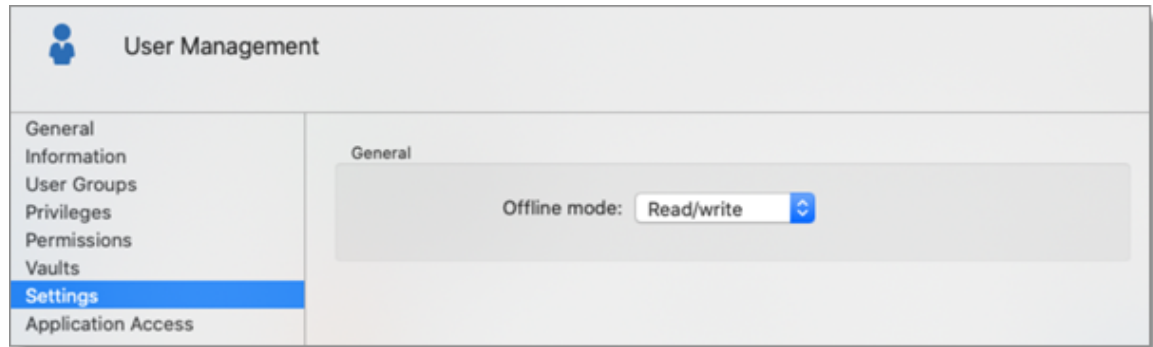 User Management
General
Information
User Groups
Privileges
Permissions
Vaults
Settings
Application Access
General
Offline mode: Read/write